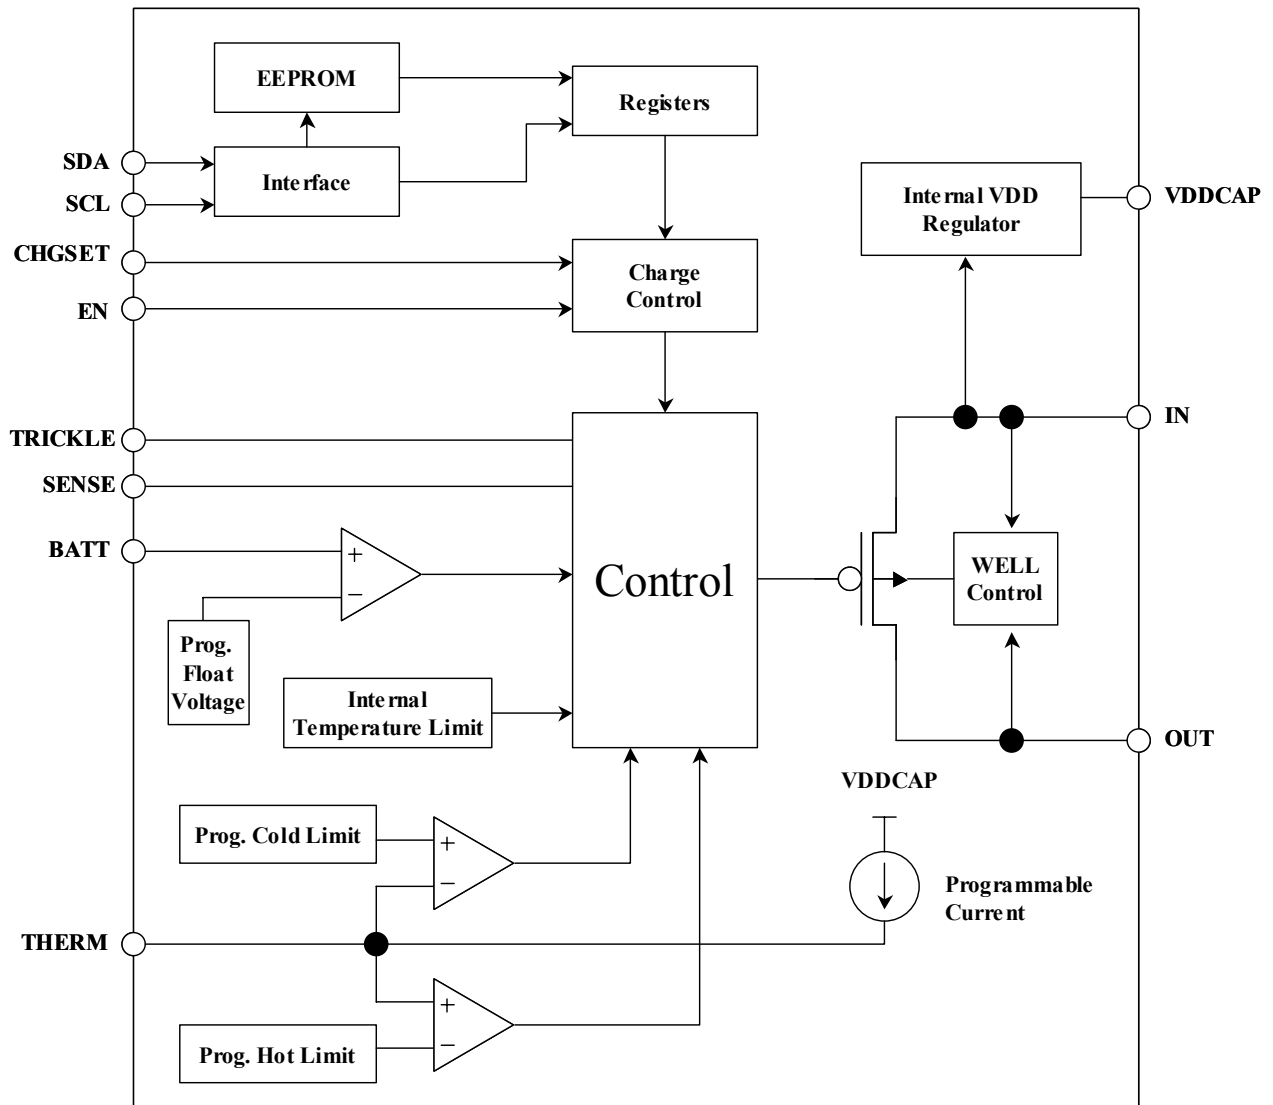 EEPROM
Registers
SDA
Interface
SCL
Internal VDD
Regulator
VDDCAP
CHGSET
Charge
Control
EN
TRICKLE
IN
SENSE
BATT
+
−
Control
WELL
Control
Prog.
Float
Voltage
Internal
Temperature Limit
OUT
VDDCAP
Prog. Cold Limit
+
−
Programmable
Current
THERM
+
−
Prog. Hot Limit